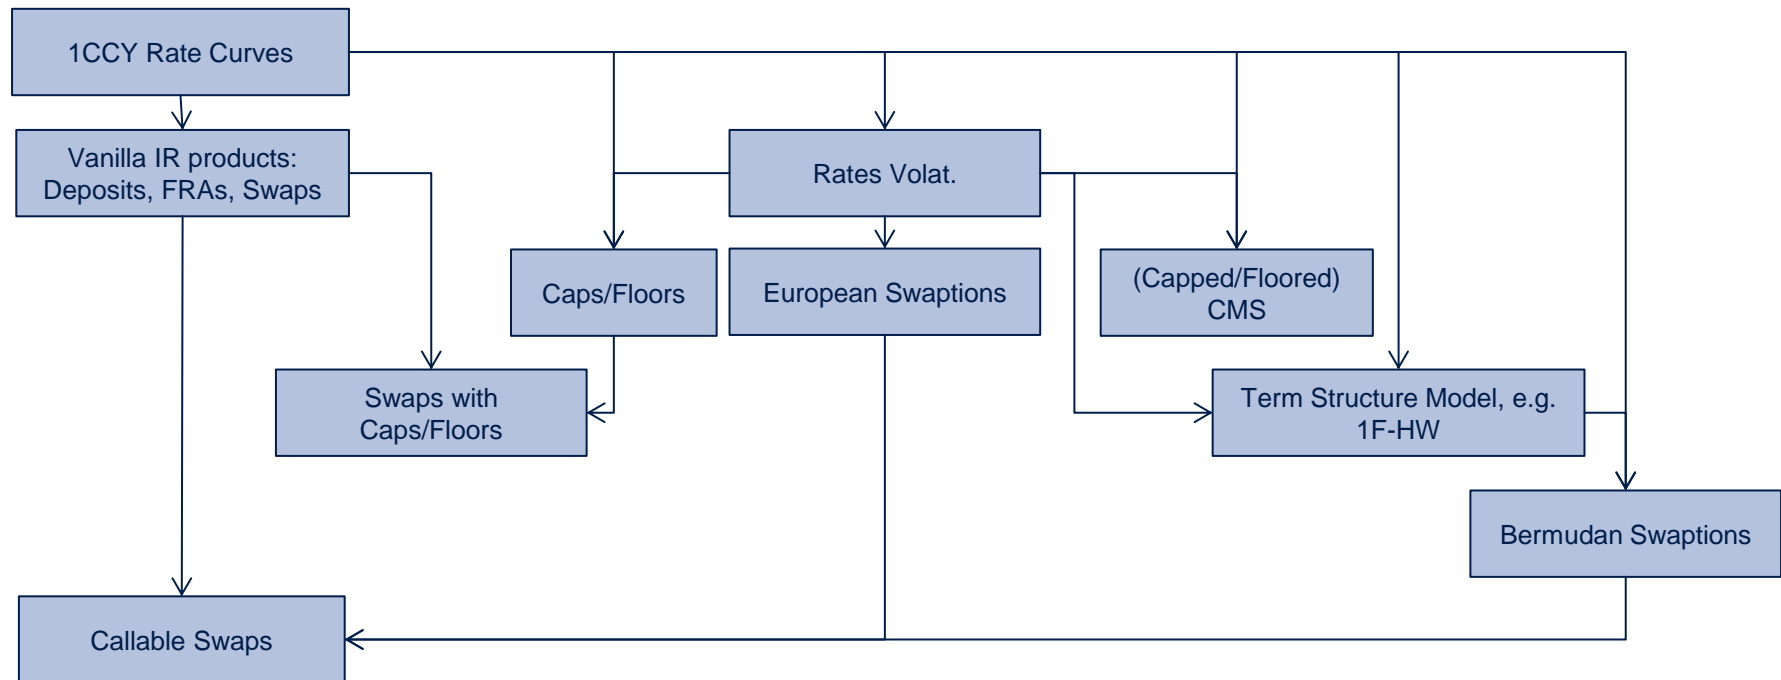 1CCY Rate Curves
Vanilla IR products:
Deposits, FRAs, Swaps
Rates Volat.
Caps/Floors
European Swaptions
(Capped/Floored)
CMS
Swaps with
Caps/Floors
Term Structure Model, e.g.
1F-HW
Bermudan Swaptions
Callable Swaps